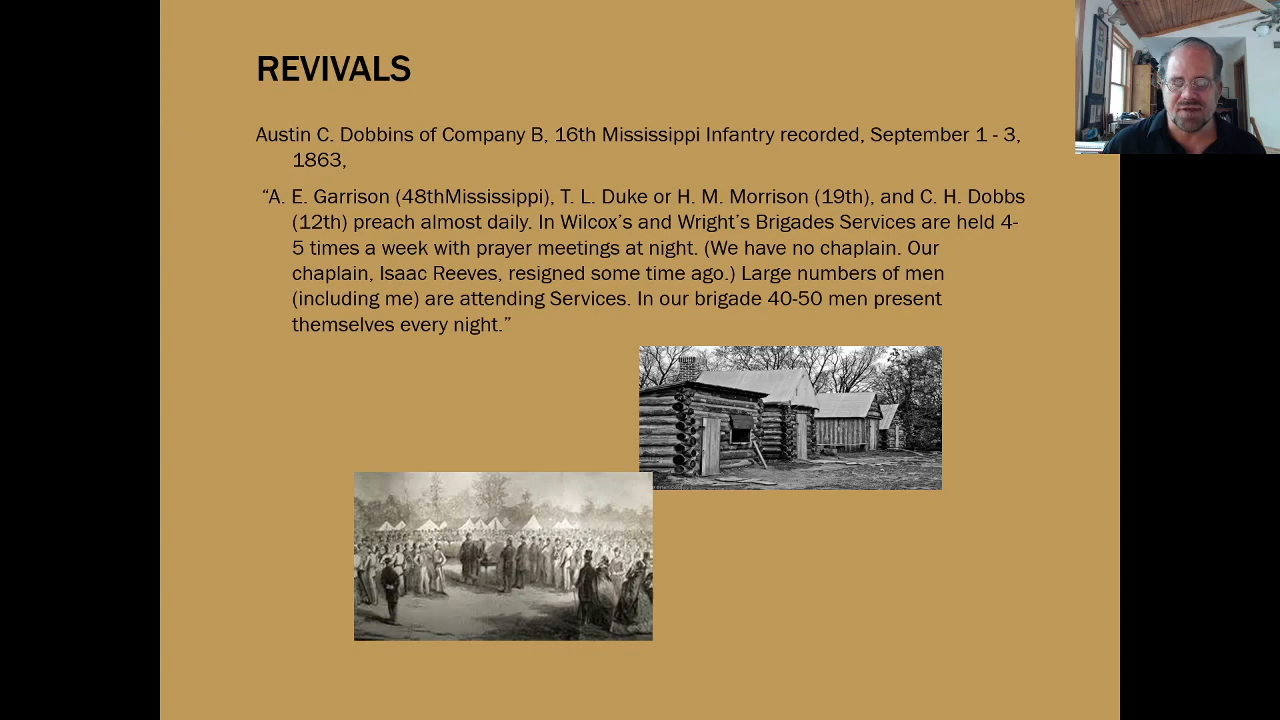 REVIVALS
Austin C. Dobbins of Company B, 16th Mississippi Infantry recorded, September 1 - 3,
1863,
“A. E. Garrison (48thMississippi), T. L. Duke or H. M. Morrison (19th), and C. H. Dobbs
(12th) preach almost daily. In Wilcox’s and Wright’s Brigades Services are held 4-
5 times a week with prayer meetings at night. (We have no chaplain. Our
chaplain, Isaac Reeves, resigned some time ago.) Large numbers of men
(including me) are attending Services. In our brigade 40-50 men present
themselves every night.”